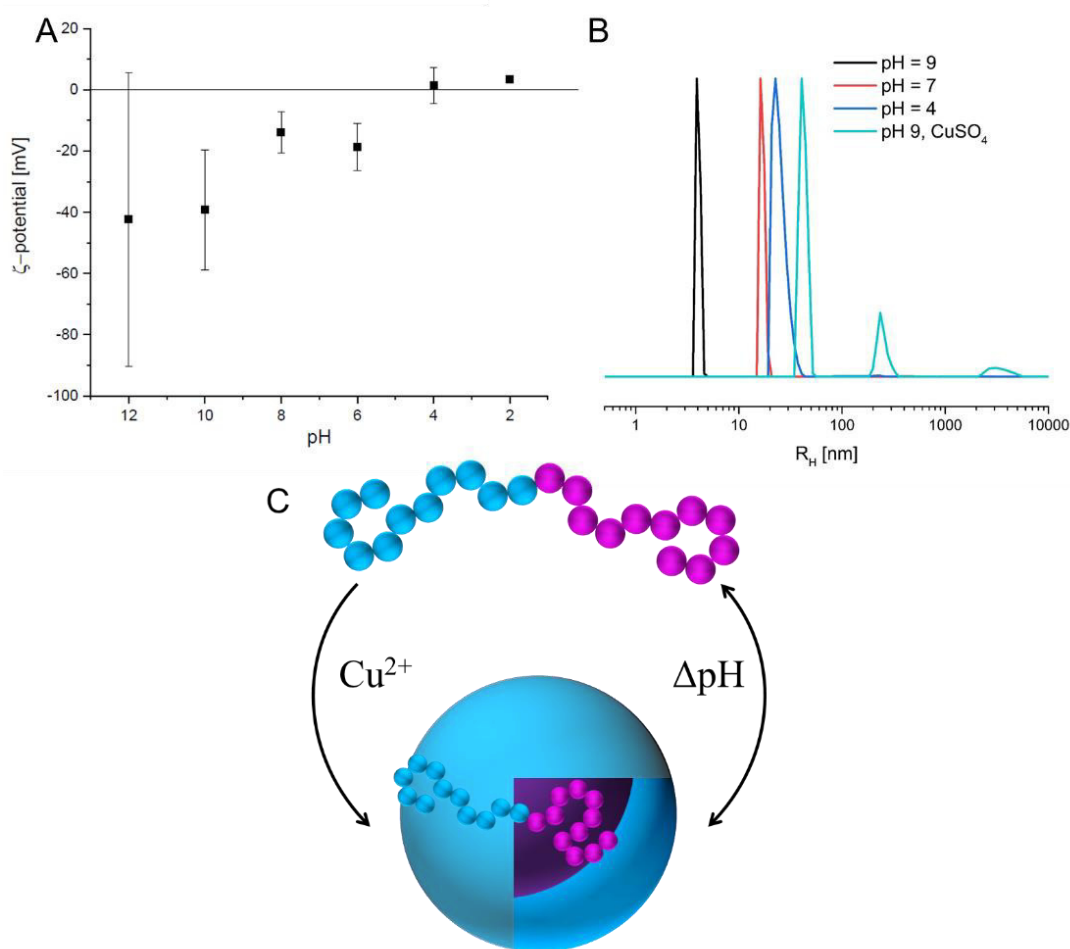 A
20
0
-20
-40
-60
-80
-100
ζ-potential [mV]
12 10 8 6 4 2
pH
B
pH = 9
pH = 7
pH = 4
pH 9, CuSO₄
1 10 100 1000 10000
R_H [nm]
C
Cu²⁺
ΔpH